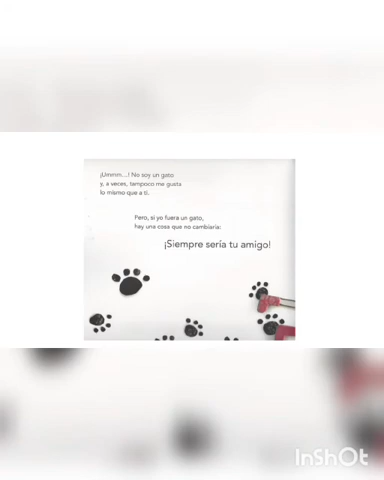 ¡Ummm...! No soy un gato
y, a veces, tampoco me gusta
lo mismo que a ti.
Pero, si yo fuera un gato,
hay una cosa que no cambiaría:
¡Siempre sería tu amigo!
InShOt